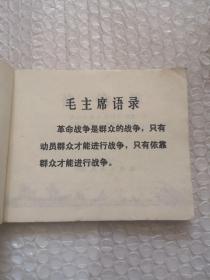 毛主席语录
革命战争是群众的战争，只有
动员群众才能进行战争，只有依靠
群众才能进行战争。